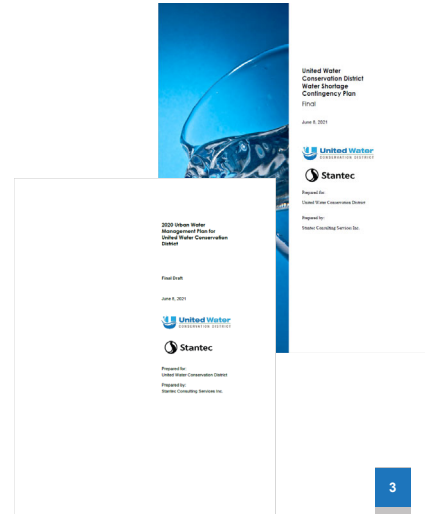 United Water
Conservation District
Water Shortage
Contingency Plan
Final
June 8, 2021
United Water
CONSERVATION DISTRICT
Stantec
Prepared for:
United Water Conservation District
Prepared by:
Stantec Consulting Services Inc.
2020 Urban Water
Management Plan for
United Water Conservation
District
Final Draft
June 8, 2021
United Water
CONSERVATION DISTRICT
Stantec
Prepared for:
United Water Conservation District
Prepared by:
Stantec Consulting Services Inc.
3